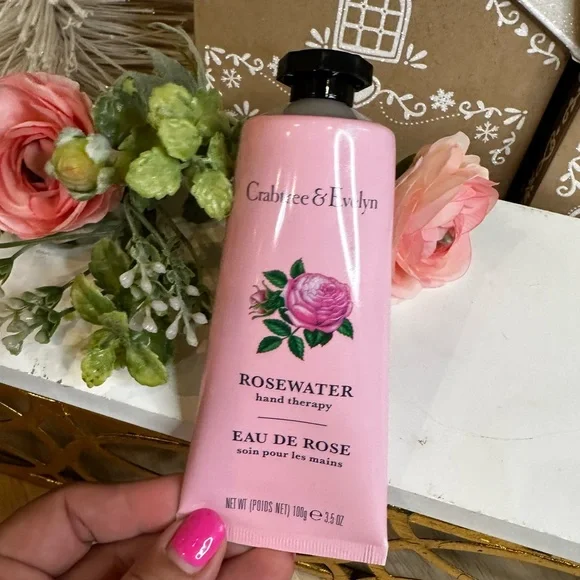 Crabtree & Evelyn
ROSEWATER
hand therapy
EAU DE ROSE
soin pour les mains
NET WT (POIDS NET) 100g ℮ 3.5 OZ